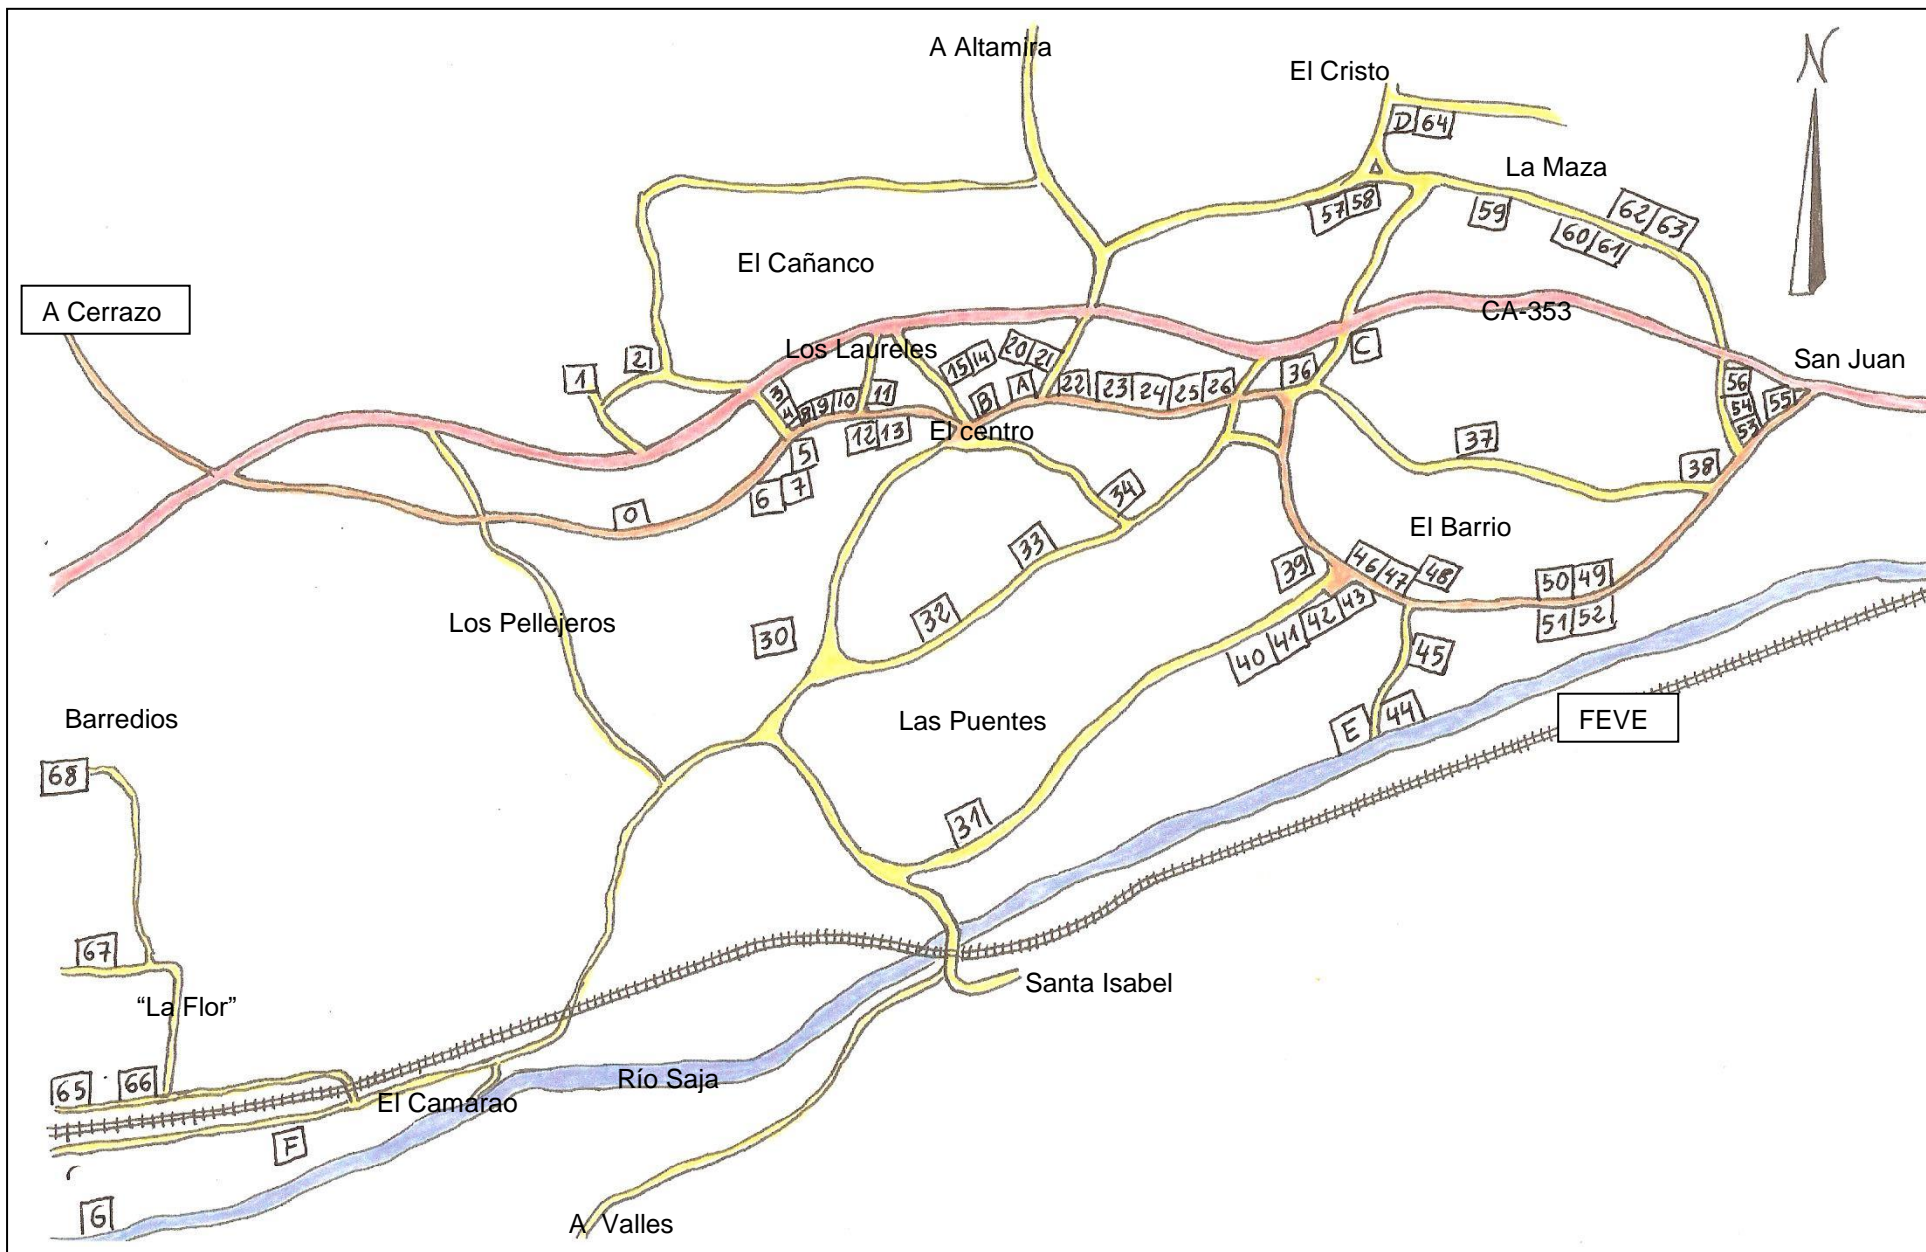 A Altamira
El Cristo
N
D 64
La Maza
57 58
59
62 63
60 61
El Cañanco
A Cerrazo
CA-353
Los Laureles
San Juan
1
2
3
4
8 9 10
11
15 14
20 21
B
A
22 23 24 25 26
36
C
56
54
53
55
12 13
El centro
5
6 7
0
37
38
34
33
El Barrio
39
46 47 48
50 49
51 52
32
30
Los Pellejeros
40 41 42 43
45
E 44
FEVE
Las Puentes
Barredios
68
31
67
"La Flor"
Santa Isabel
65
66
Río Saja
El Camarao
F
G
A Valles